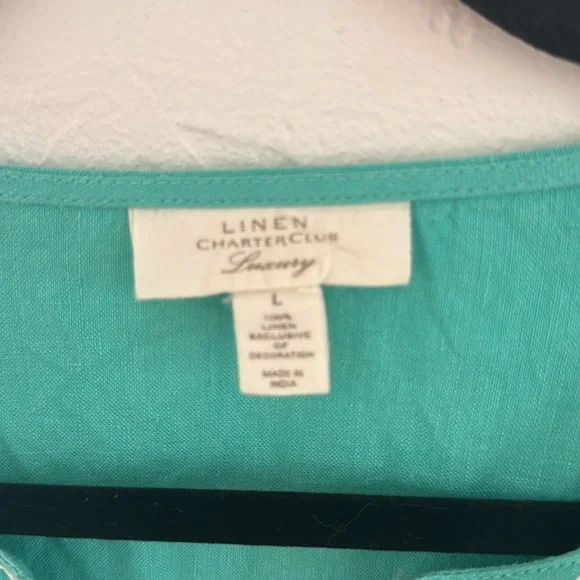 LINEN
CHARTER CLUB
Luxury
L
100%
LINEN
EXCLUSIVE
OF
DECORATION
MADE IN
INDIA